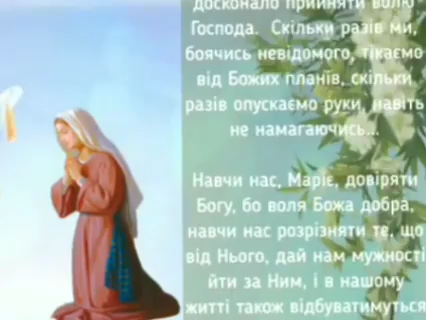 досконало прийняти волю
Господа. Скільки разів ми,
боячись невідомого, тікаємо
від Божих планів, скільки
разів опускаємо руки, навіть
не намагаючись...
Навчи нас, Маріє, довіряти
Богу, бо воля Божа добра,
навчи нас розрізняти те, що
від Нього, дай нам мужності
йти за Ним, і в нашому
житті також відбуватимуться